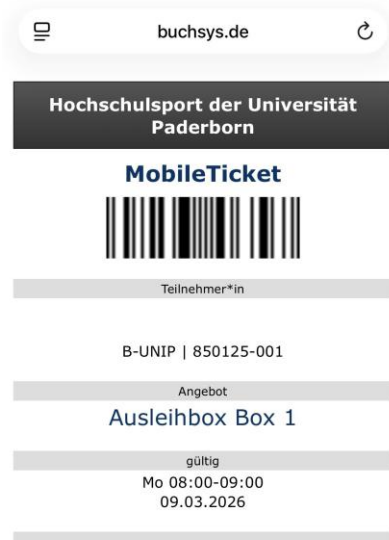 buchsys.de
Hochschulsport der Universität
Paderborn
MobileTicket
Teilnehmer*in
B-UNIP | 850125-001
Angebot
Ausleihbox Box 1
gültig
Mo 08:00-09:00
09.03.2026